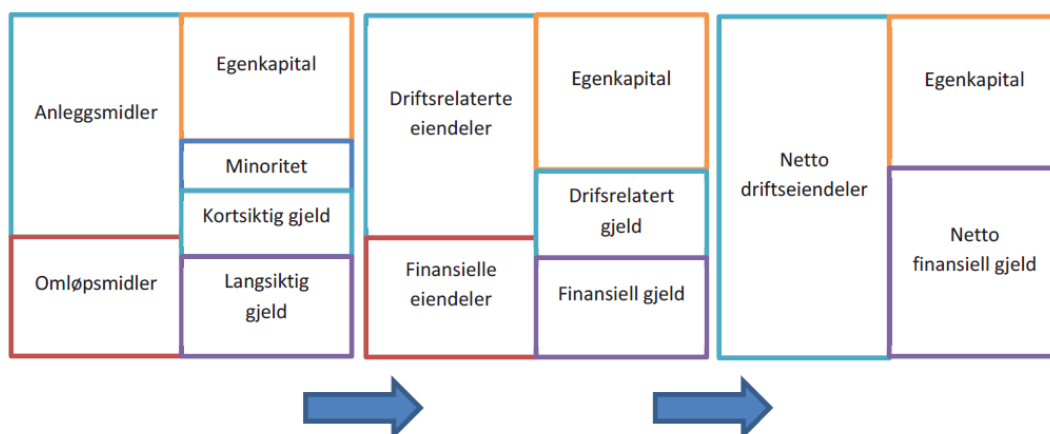 Anleggsmidler
Omløpsmidler
Egenkapital
Minoritet
Kortsiktig gjeld
Langsiktig
gjeld
Driftsrelaterte
eiendeler
Finansielle
eiendeler
Egenkapital
Drifsrelatert
gjeld
Finansiell gjeld
Netto
driftseiendeler
Egenkapital
Netto
finansiell gjeld